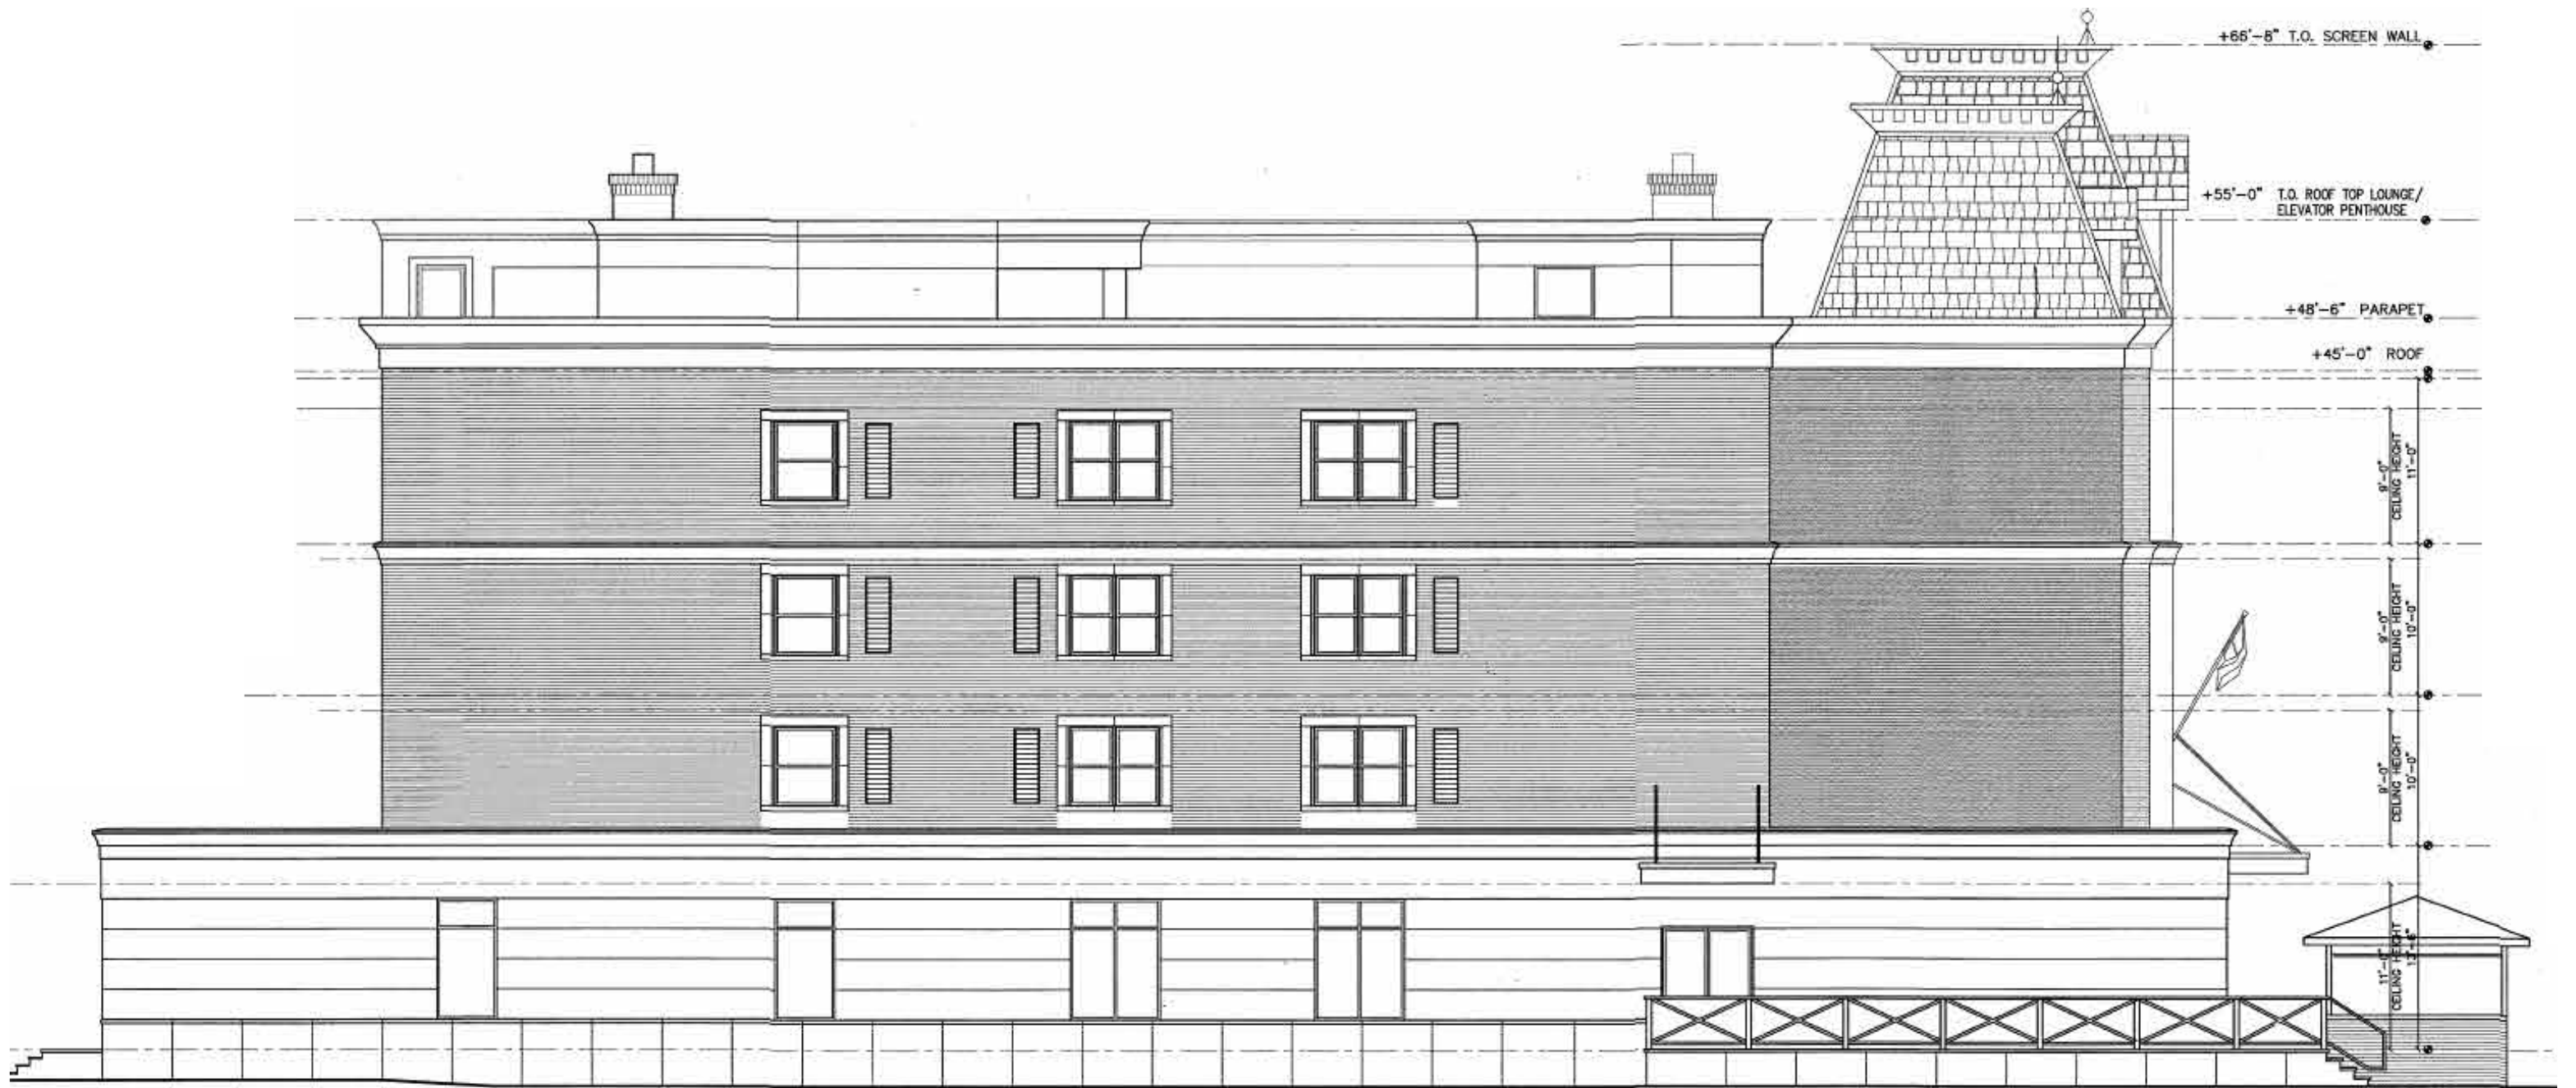 +66'-8" T.O. SCREEN WALL
+55'-0" T.O. ROOF TOP LOUNGE/
ELEVATOR PENTHOUSE
+48'-6" PARAPET
+45'-0" ROOF
9'-0"
CEILING HEIGHT
11'-0"
9'-0"
CEILING HEIGHT
10'-0"
9'-0"
CEILING HEIGHT
10'-0"
11'-0"
CEILING HEIGHT
13'-6"